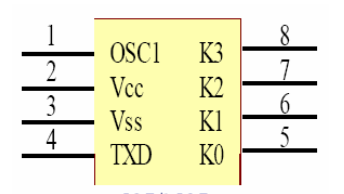 1 OSC1 K3 8
2 Vcc K2 7
3 Vss K1 6
4 TXD K0 5